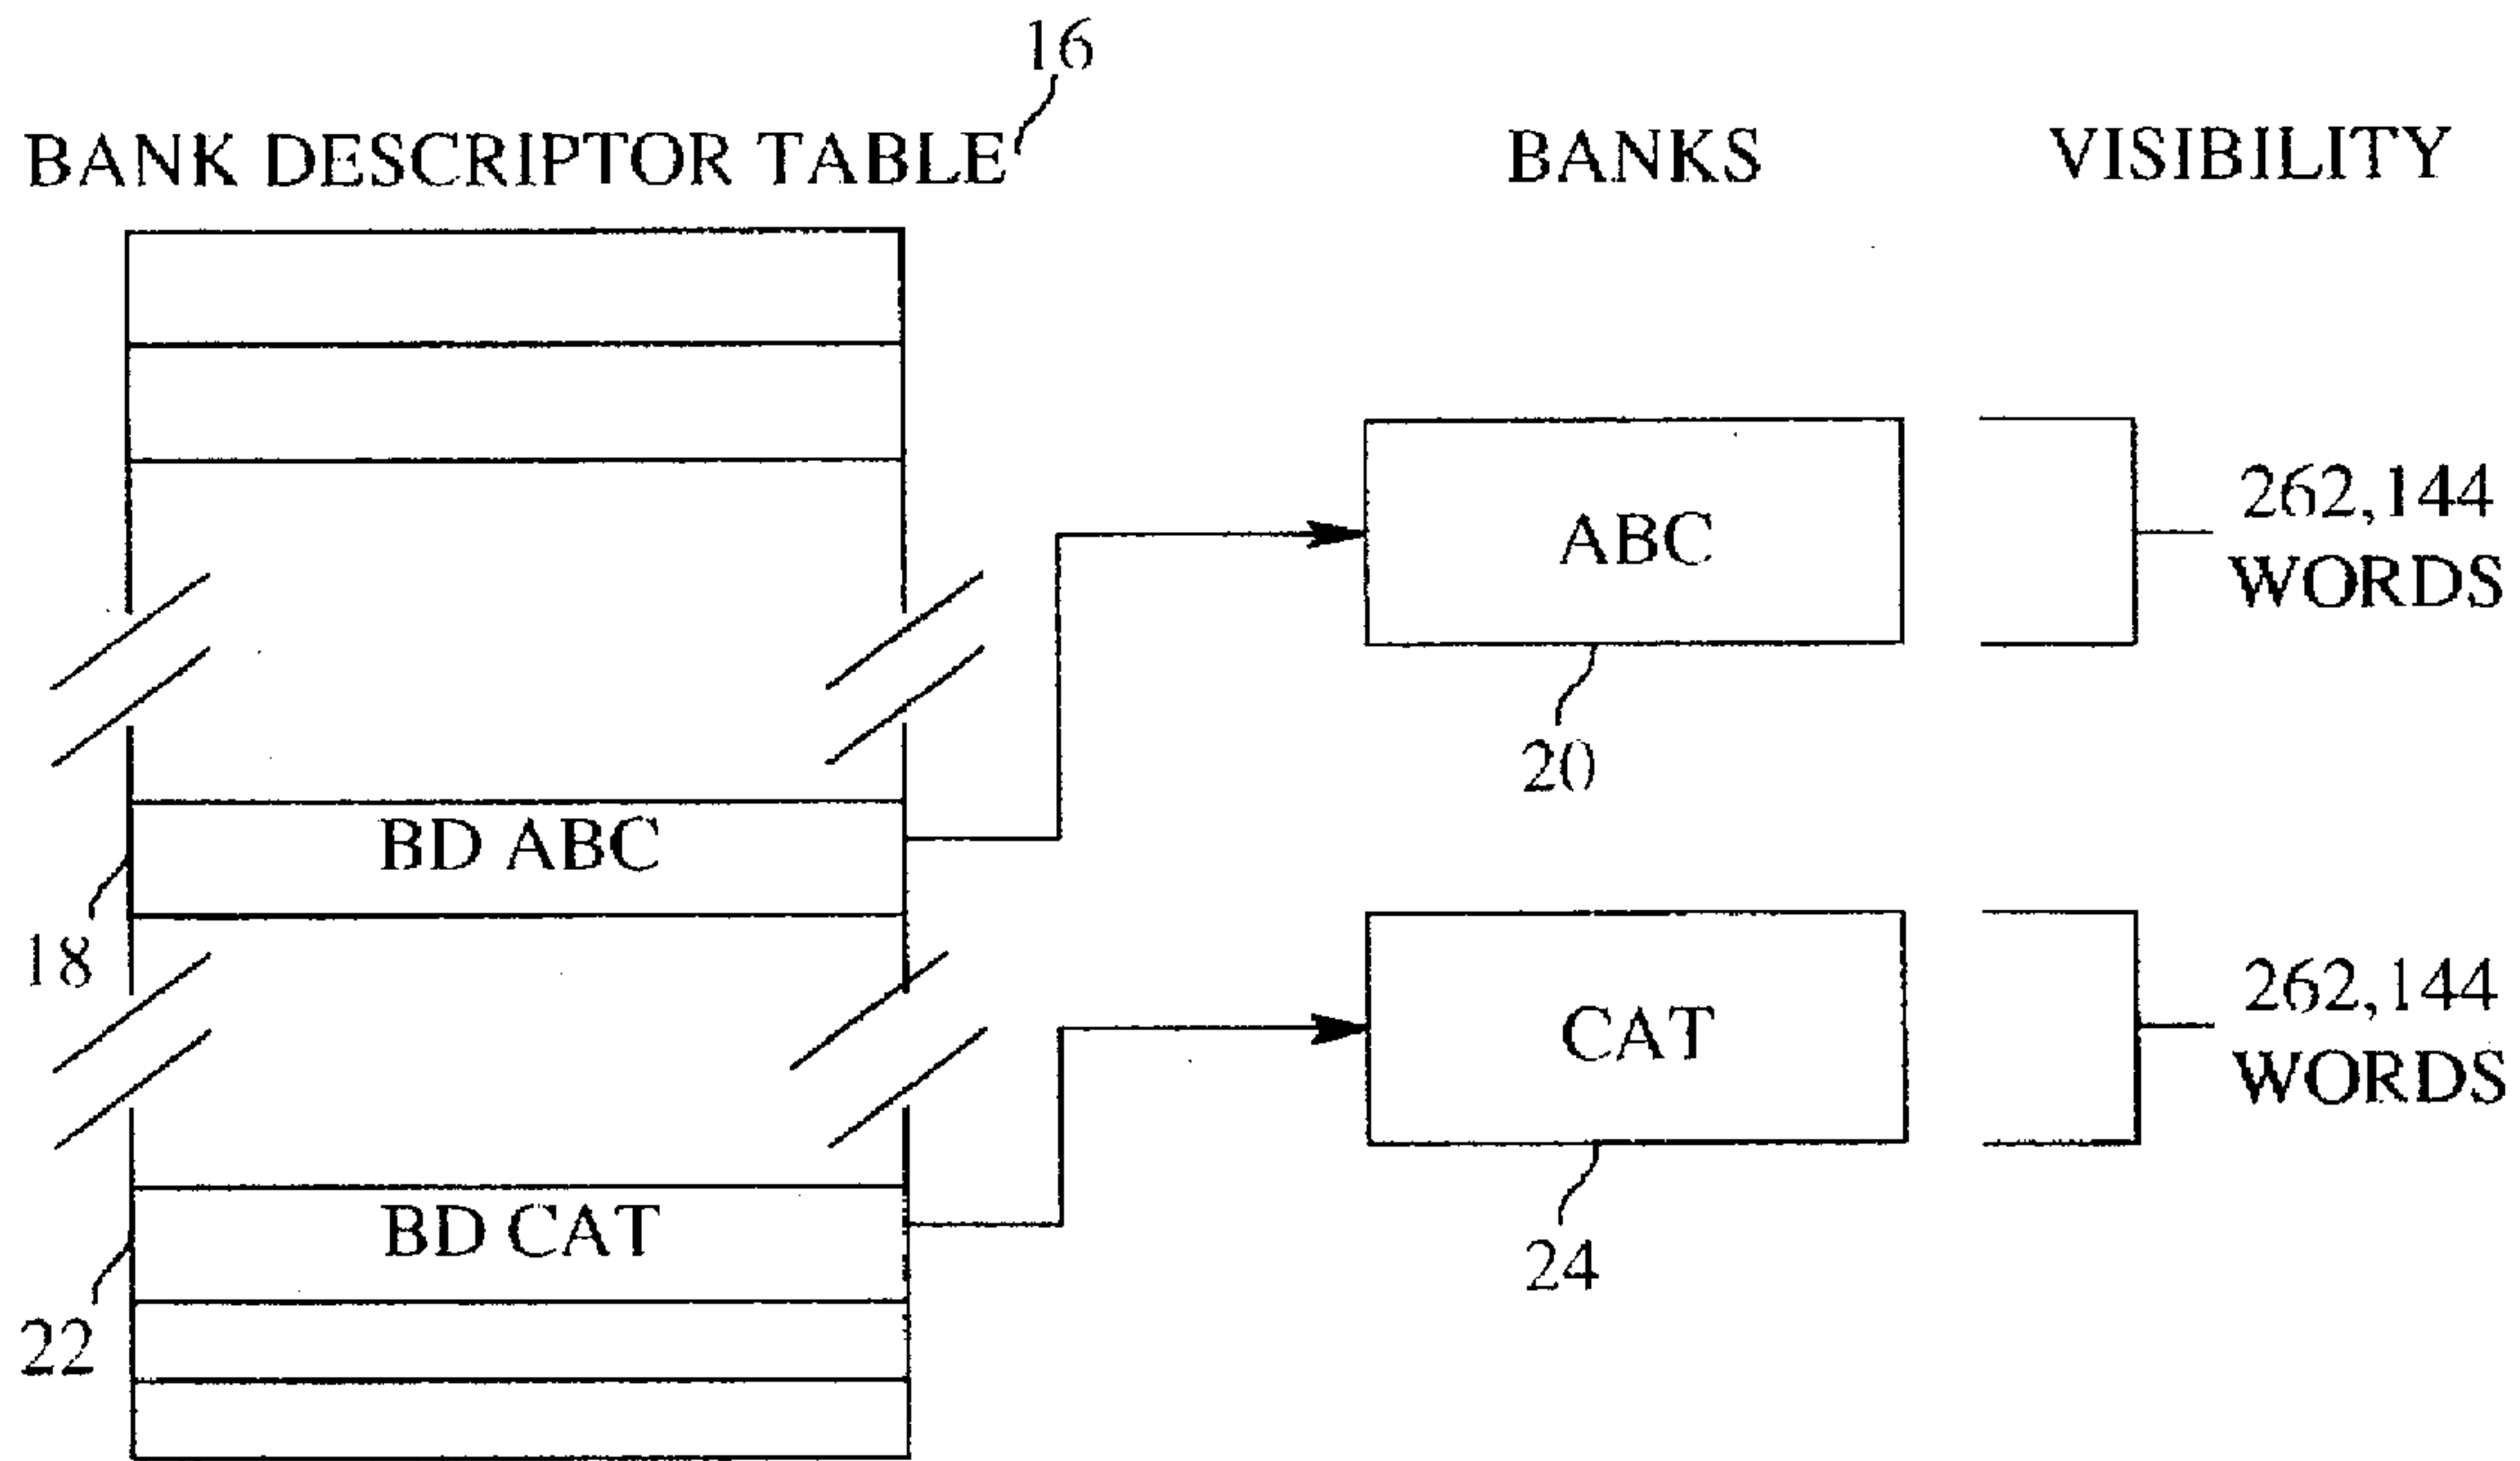 16
BANK DESCRIPTOR TABLE
BANKS
VISIBILITY
ABC
262,144
WORDS
20
BD ABC
18
CAT
262,144
WORDS
BD CAT
24
22